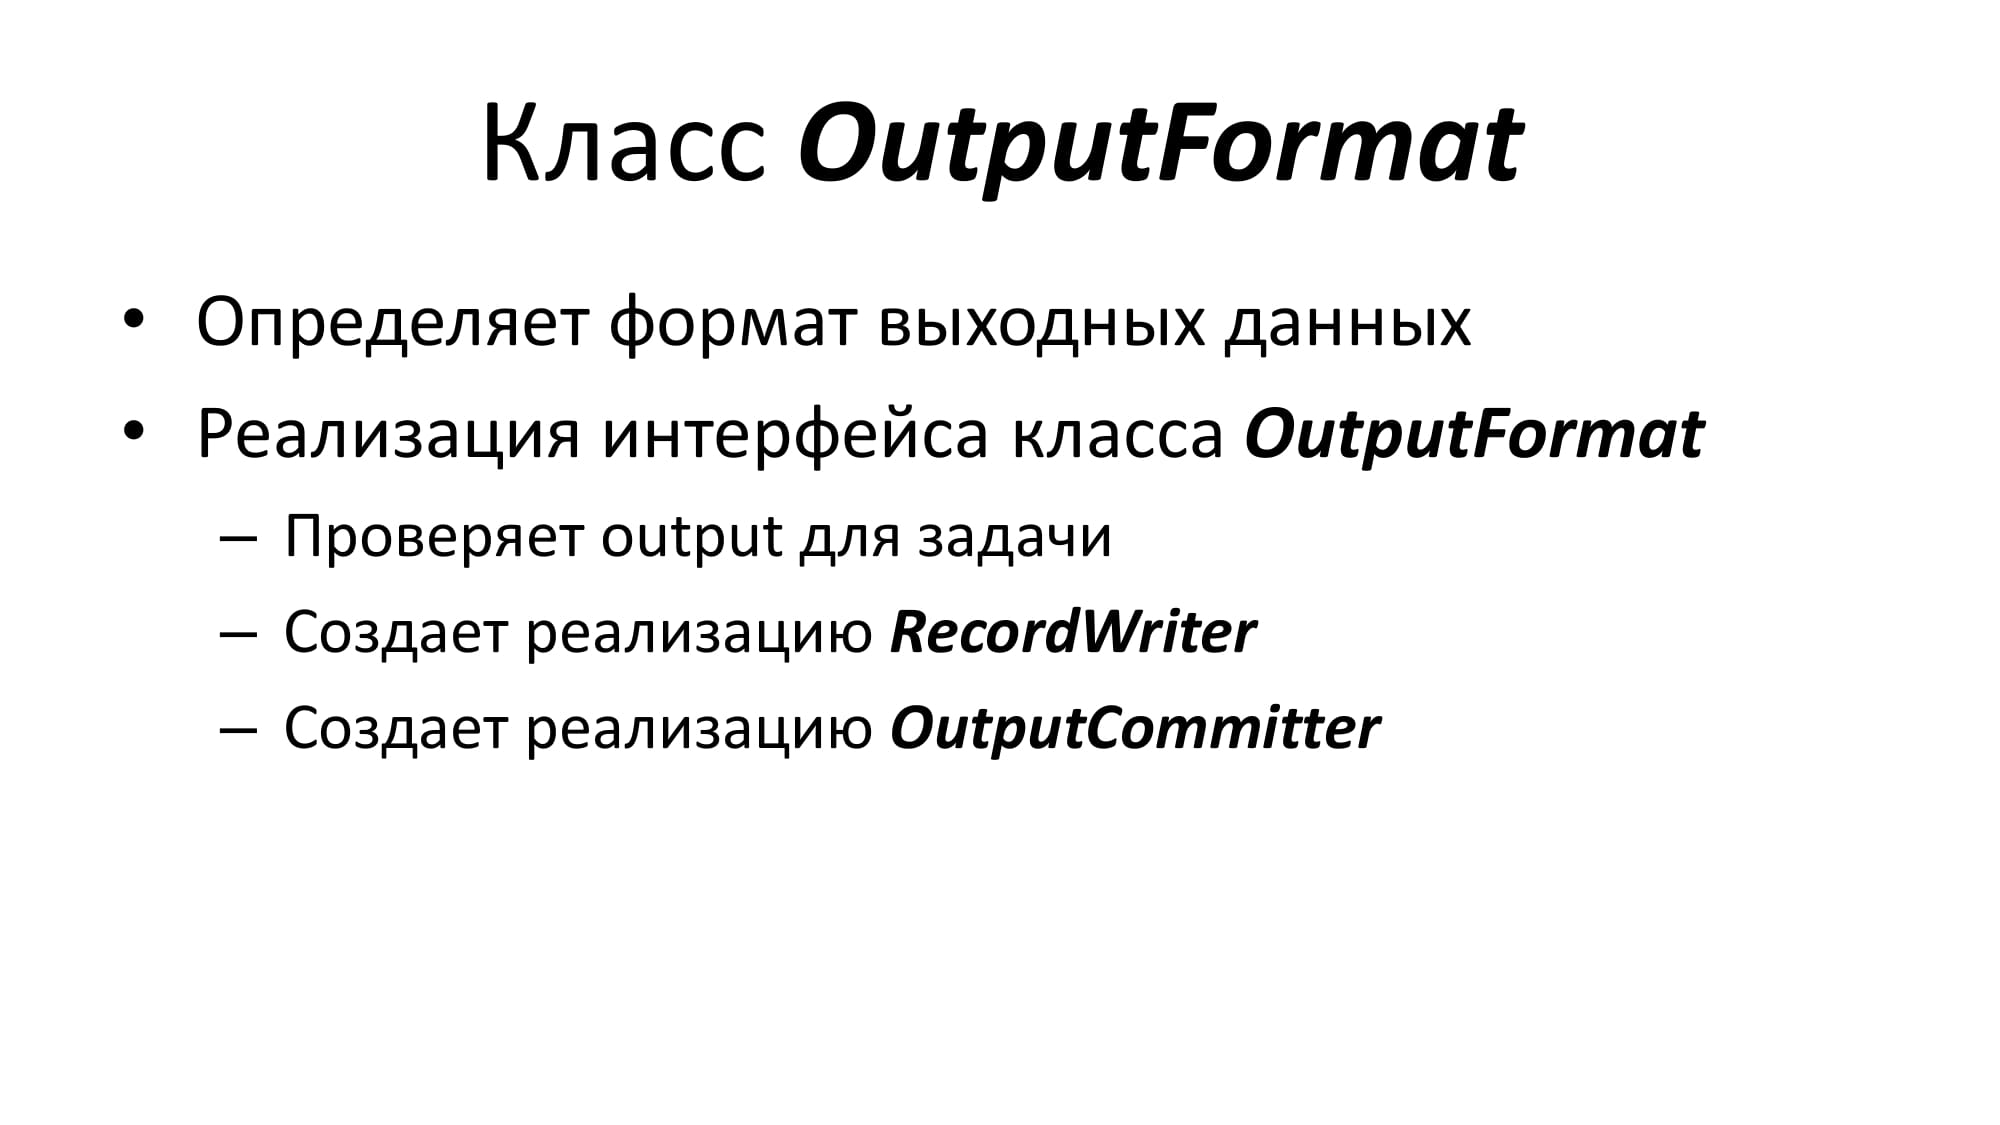 Класс OutputFormat
• Определяет формат выходных данных
• Реализация интерфейса класса OutputFormat
– Проверяет output для задачи
– Создает реализацию RecordWriter
– Создает реализацию OutputCommitter